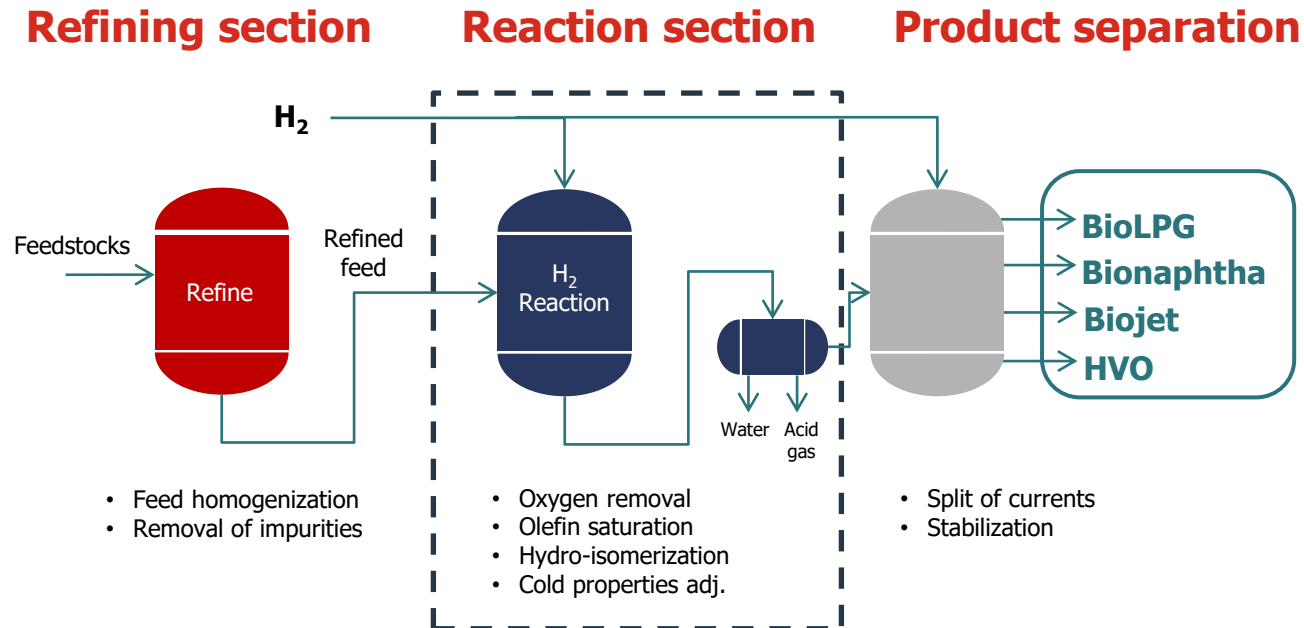 Refining section
Reaction section
Product separation
H₂
Feedstocks
Refine
Refined
feed
H₂
Reaction
Water
Acid
gas
BioLPG
Bionaphtha
Biojet
HVO
• Feed homogenization
• Removal of impurities
• Oxygen removal
• Olefin saturation
• Hydro-isomerization
• Cold properties adj.
• Split of currents
• Stabilization